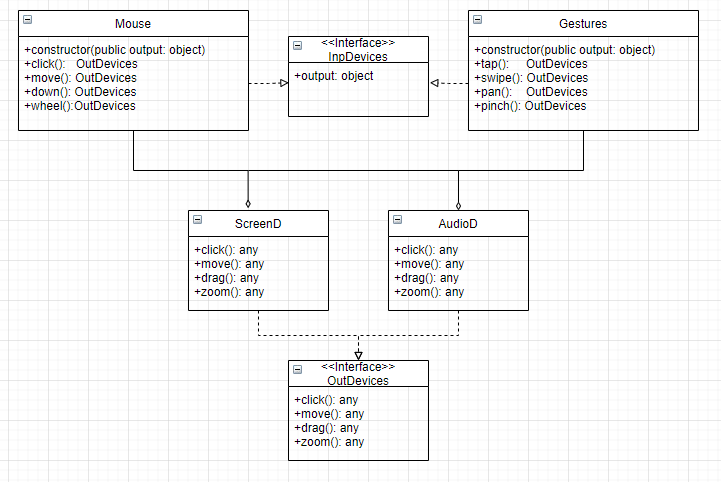 Mouse
+constructor(public output: object)
+click(): OutDevices
+move(): OutDevices
+down(): OutDevices
+wheel():OutDevices
<<Interface>>
InpDevices
+output: object
Gestures
+constructor(public output: object)
+tap(): OutDevices
+swipe(): OutDevices
+pan(): OutDevices
+pinch(): OutDevices
ScreenD
+click(): any
+move(): any
+drag(): any
+zoom(): any
AudioD
+click(): any
+move(): any
+drag(): any
+zoom(): any
<<Interface>>
OutDevices
+click(): any
+move(): any
+drag(): any
+zoom(): any